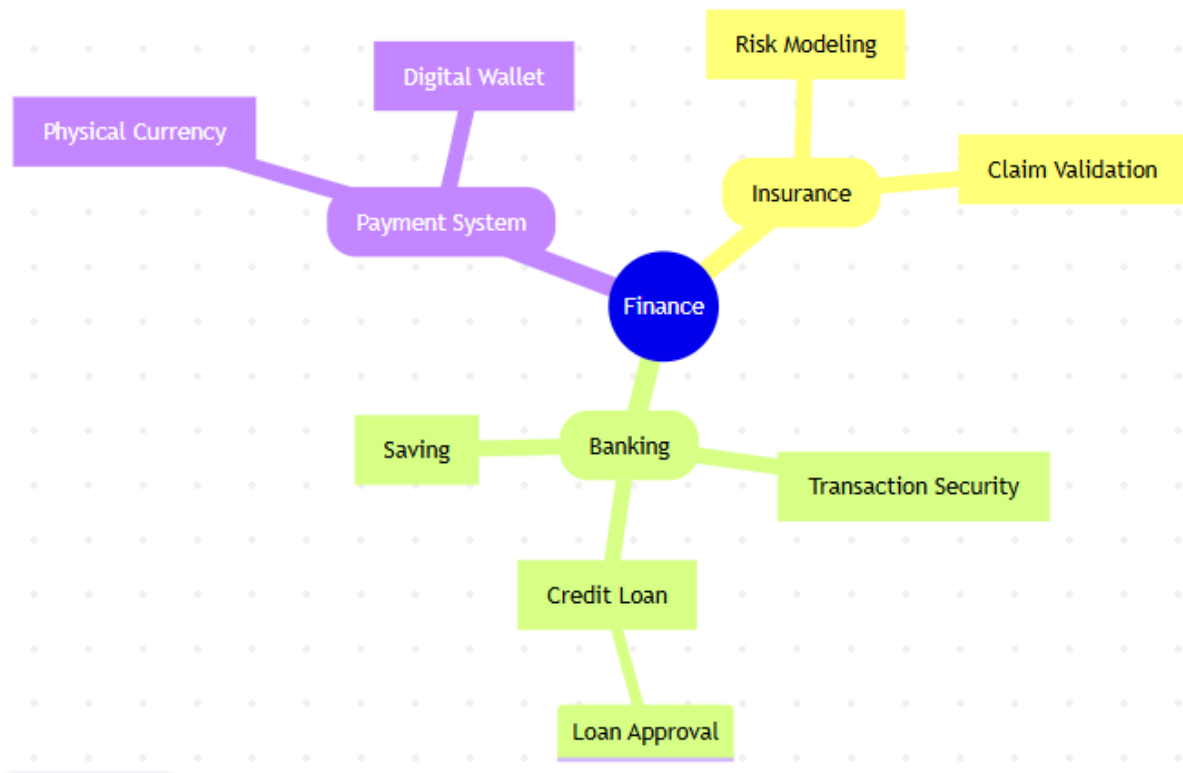 Risk Modeling
Digital Wallet
Physical Currency
Claim Validation
Insurance
Payment System
Finance
Banking
Saving
Transaction Security
Credit Loan
Loan Approval